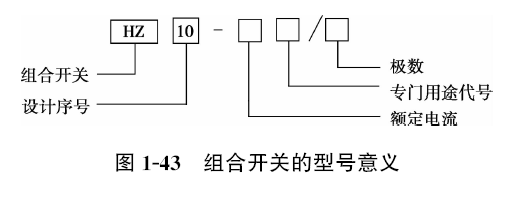 HZ 10 - /
极数
组合开关
专门用途代号
设计序号
额定电流
图 1-43 组合开关的型号意义